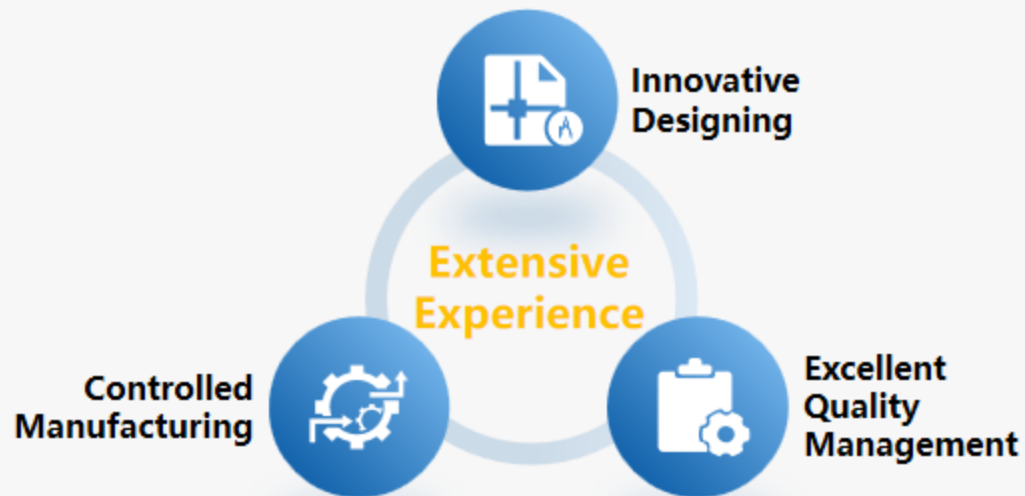 Innovative
Designing
Extensive
Experience
Controlled
Manufacturing
Excellent
Quality
Management